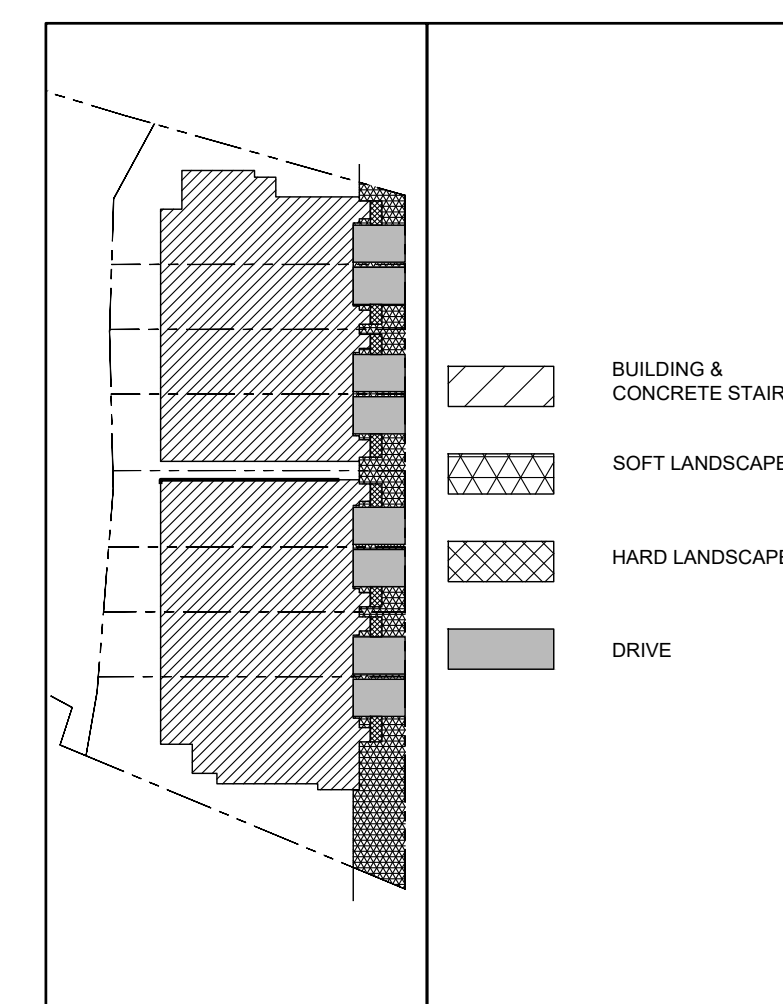 BUILDING &
CONCRETE STAIR
SOFT LANDSCAPE
HARD LANDSCAPE
DRIVE